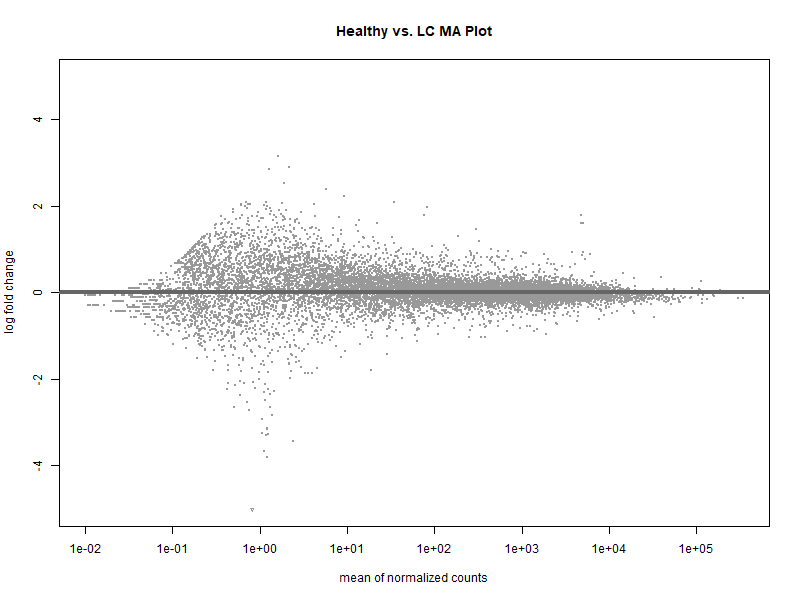 Healthy vs. LC MA Plot
log fold change
4
2
0
-2
-4
1e-02 1e-01 1e+00 1e+01 1e+02 1e+03 1e+04 1e+05
mean of normalized counts